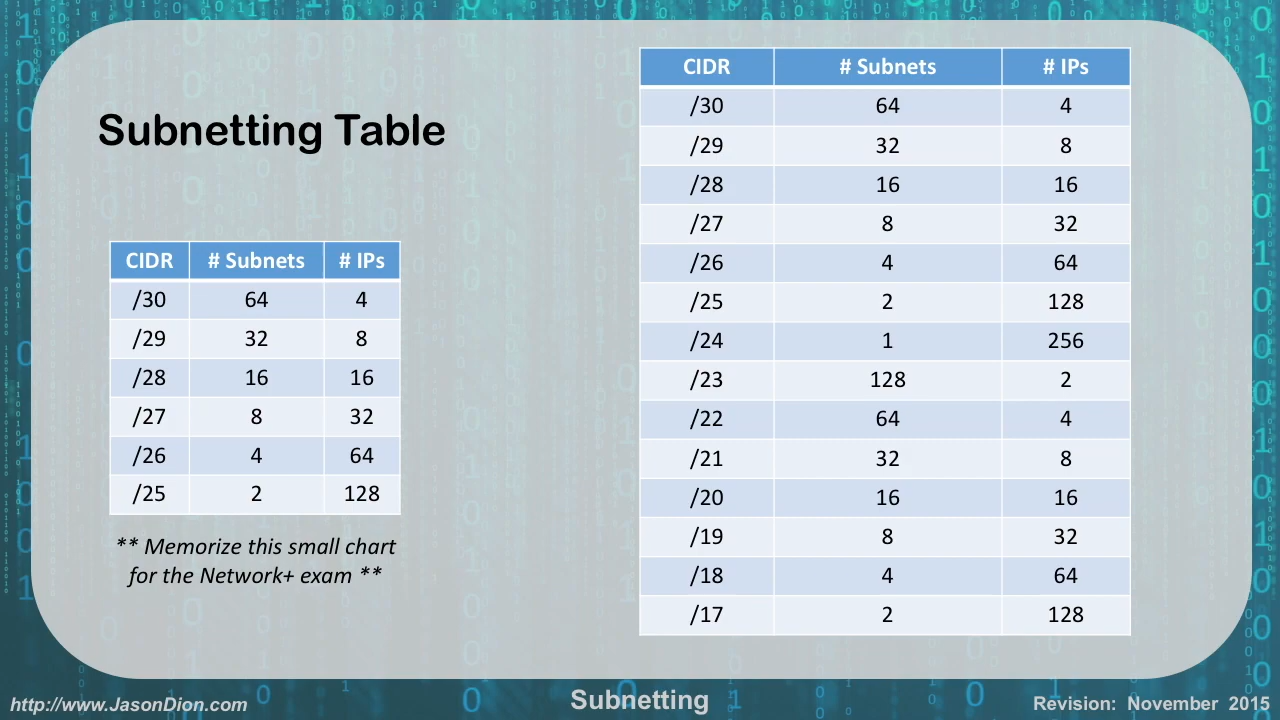 Subnetting Table
CIDR # Subnets # IPs
/30 64 4
/29 32 8
/28 16 16
/27 8 32
/26 4 64
/25 2 128
** Memorize this small chart
for the Network+ exam **
CIDR # Subnets # IPs
/30 64 4
/29 32 8
/28 16 16
/27 8 32
/26 4 64
/25 2 128
/24 1 256
/23 128 2
/22 64 4
/21 32 8
/20 16 16
/19 8 32
/18 4 64
/17 2 128
http://www.JasonDion.com
Subnetting
Revision: November 2015